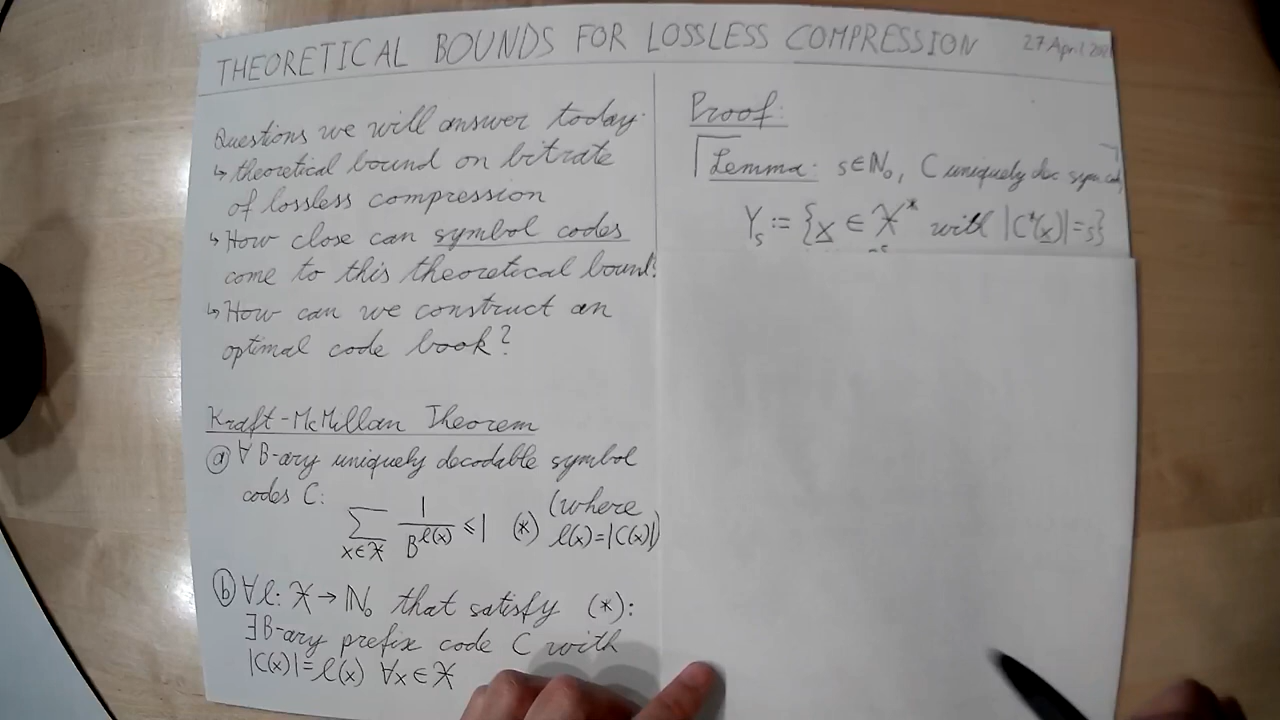 THEORETICAL BOUNDS FOR LOSSLESS COMPRESSION
27 April
Questions we will answer today:
↳ theoretical bound on bitrate
of lossless compression
↳ How close can symbol codes
come to this theoretical bound?
↳ How can we construct an
optimal code book?
Kraft-McMillan Theorem
ⓐ ∀ B-ary uniquely decodable symbol
codes C:
∑_{x∈𝒳} 1/B^{ℓ(x)} ≤ 1 (*) (where
ℓ(x)=|C(x)|)
ⓑ ∀ℓ: 𝒳 → ℕ₀ that satisfy (*):
∃ B-ary prefix code C with
|C(x)| = ℓ(x) ∀x ∈ 𝒳
Proof:
Lemma: s∈ℕ₀, C uniquely dec
Y_s := {x ∈ 𝒳* with |C*(x)|=s}